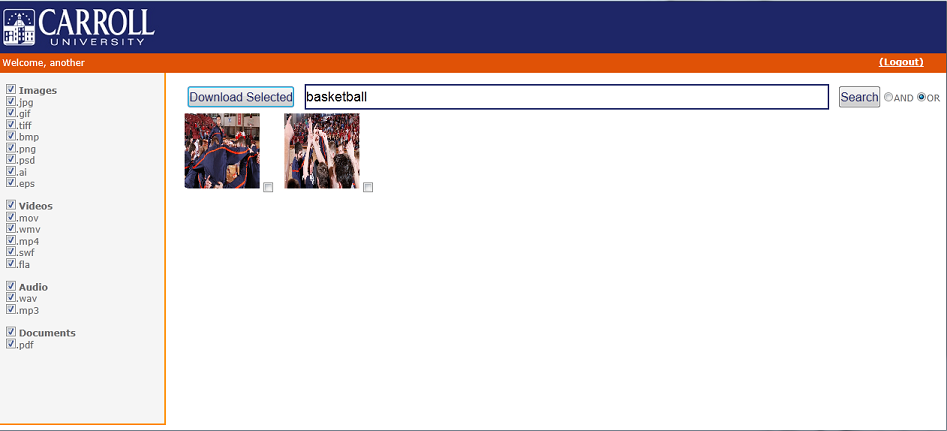 CARROLL
UNIVERSITY
Welcome, another
(Logout)
Images
.jpg
.gif
.tiff
.bmp
.png
.psd
.ai
.eps
Videos
.mov
.wmv
.mp4
.swf
.fla
Audio
.wav
.mp3
Documents
.pdf
Download Selected
basketball
Search
AND
OR